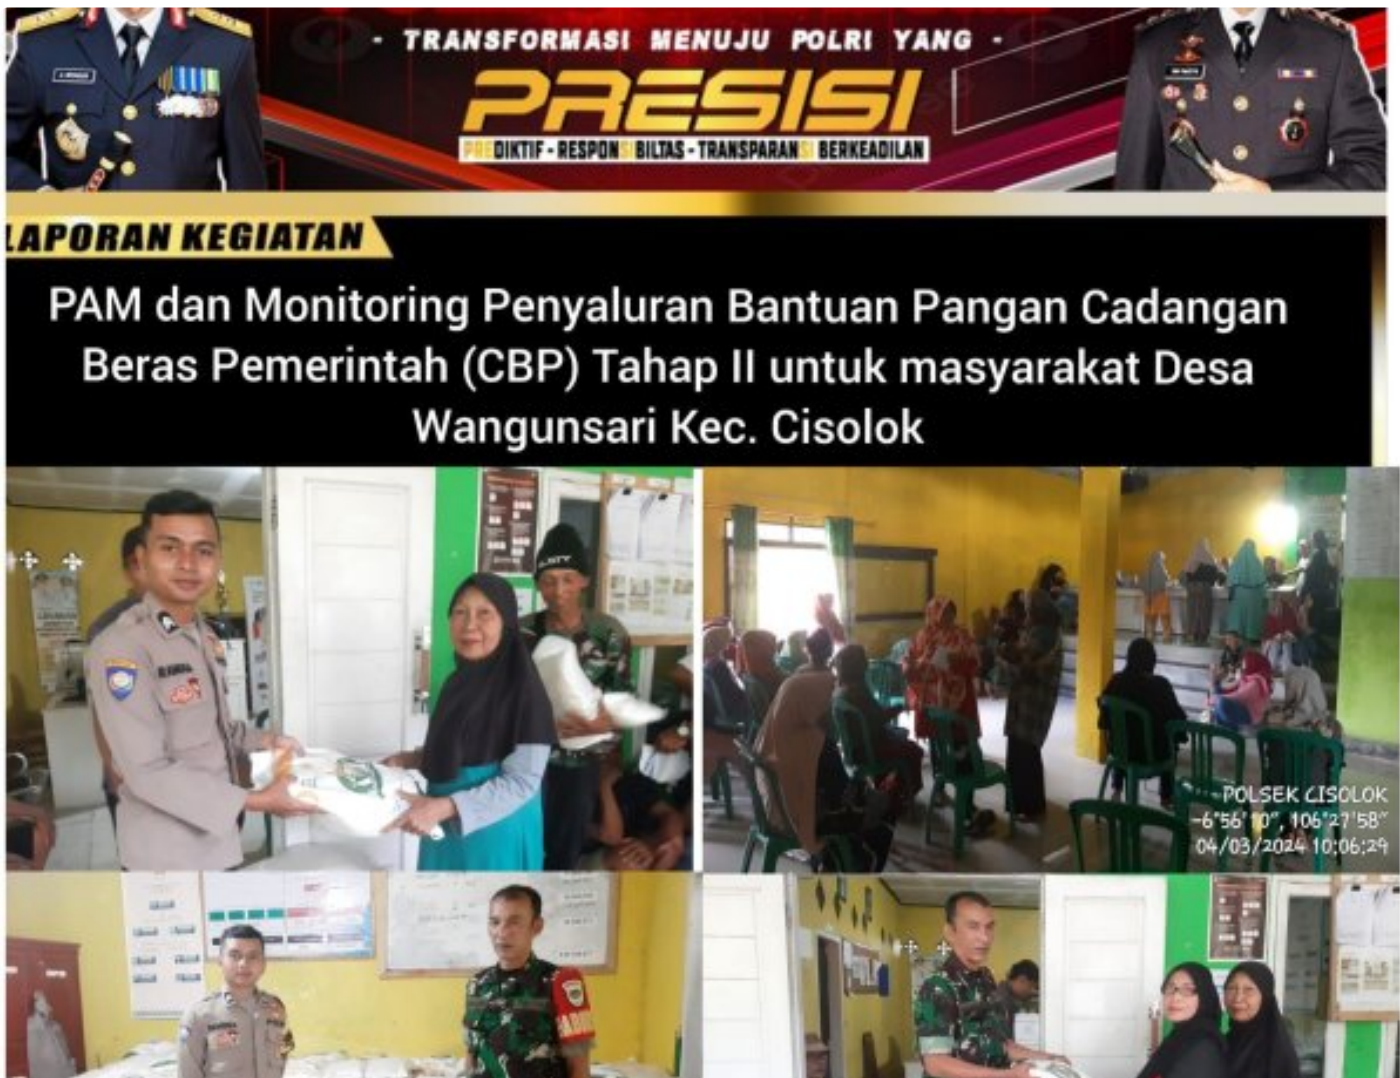 - TRANSFORMASI MENUJU POLRI YANG -
PRESISI
PREDIKTIF - RESPONSIBILTAS - TRANSPARANSI BERKEADILAN
LAPORAN KEGIATAN
PAM dan Monitoring Penyaluran Bantuan Pangan Cadangan
Beras Pemerintah (CBP) Tahap II untuk masyarakat Desa
Wangunsari Kec. Cisolok
POLSEK CISOLOK
-6°56'10", 106°27'58"
04/03/2024 10:06:29